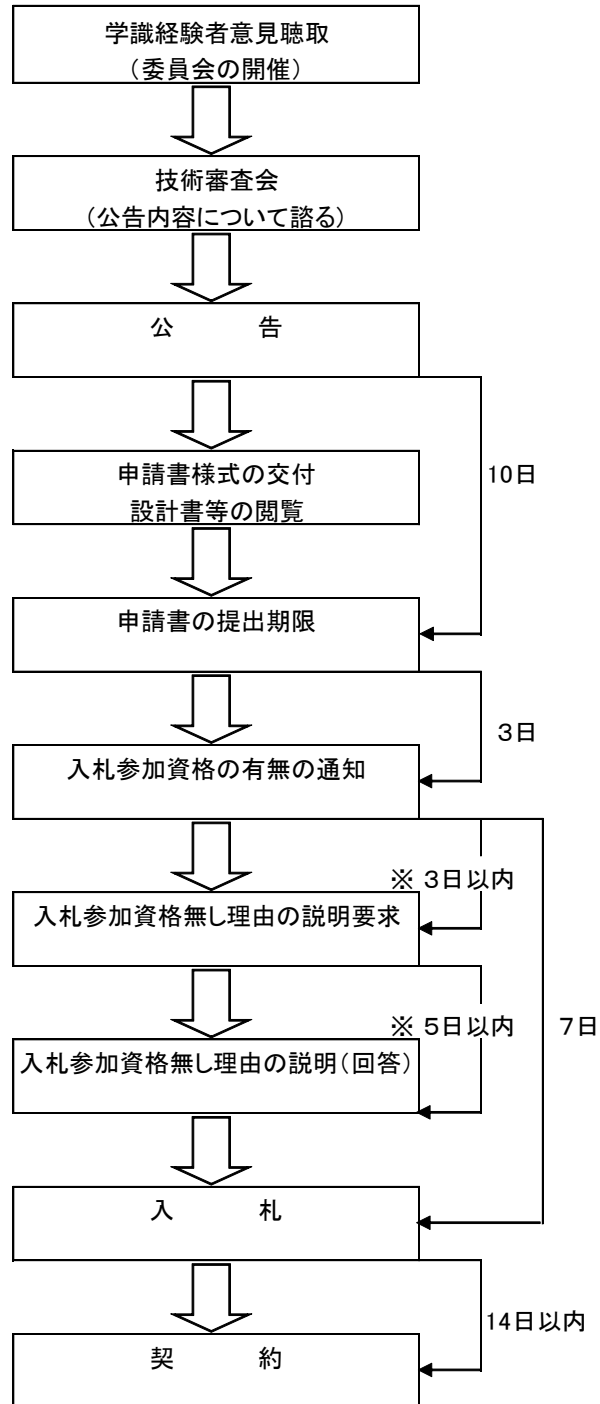 学識経験者意見聴取
（委員会の開催）
技術審査会
（公告内容について諮る）
公　　　告
申請書様式の交付
設計書等の閲覧
10日
申請書の提出期限
３日
入札参加資格の有無の通知
※ ３日以内
入札参加資格無し理由の説明要求
※ ５日以内
７日
入札参加資格無し理由の説明（回答）
入　　　札
14日以内
契　　　約